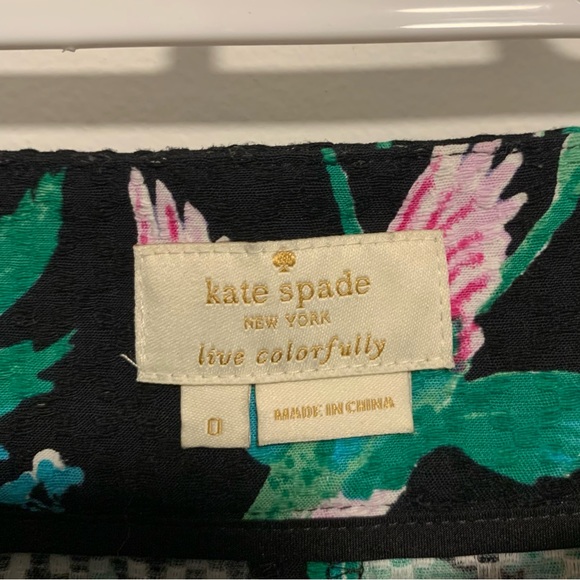 kate spade
NEW YORK
live colorfully
0
MADE IN CHINA